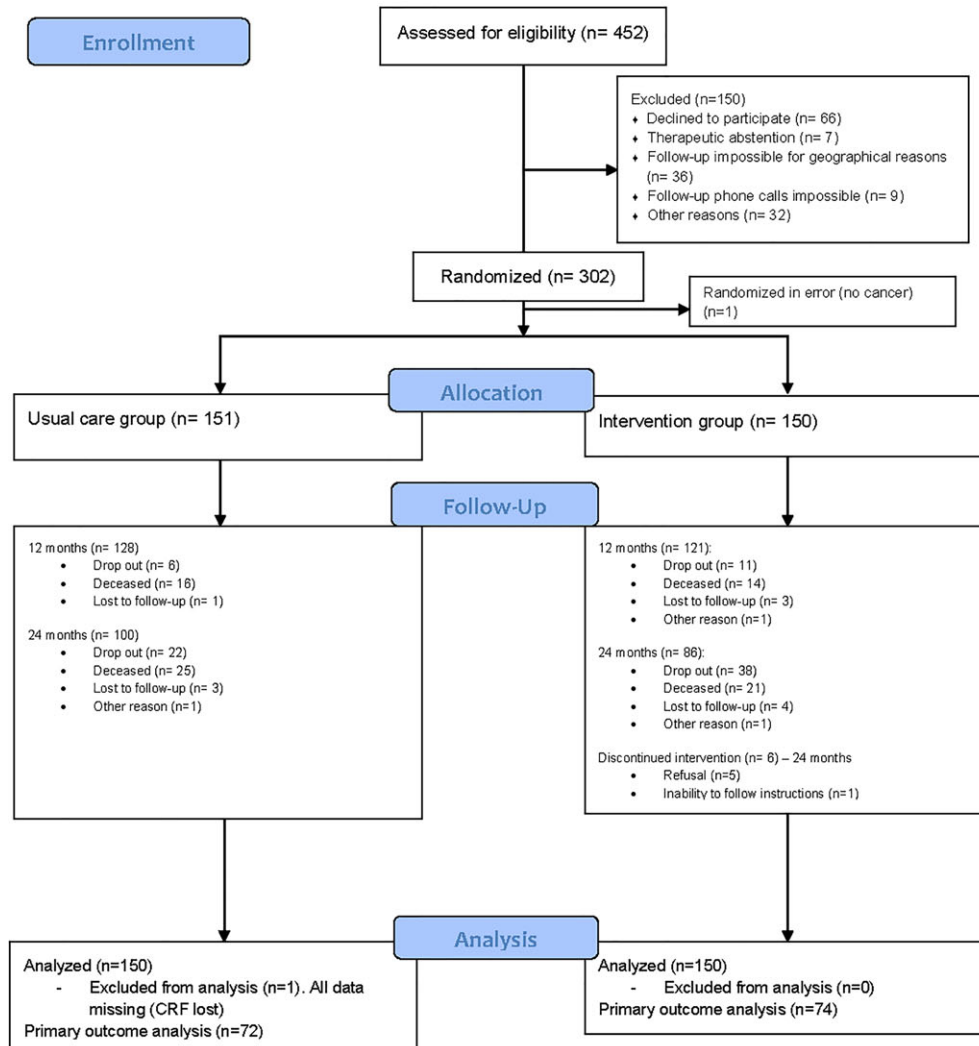 Enrollment
Assessed for eligibility (n= 452)
Excluded (n=150)
♦ Declined to participate (n= 66)
♦ Therapeutic abstention (n= 7)
♦ Follow-up impossible for geographical reasons
(n= 36)
♦ Follow-up phone calls impossible (n= 9)
♦ Other reasons (n= 32)
Randomized (n= 302)
Randomized in error (no cancer)
(n=1)
Allocation
Usual care group (n= 151)
Intervention group (n= 150)
Follow-Up
12 months (n= 128)
• Drop out (n= 6)
• Deceased (n= 16)
• Lost to follow-up (n= 1)
24 months (n= 100)
• Drop out (n= 22)
• Deceased (n= 25)
• Lost to follow-up (n= 3)
• Other reason (n=1)
12 months (n= 121):
• Drop out (n= 11)
• Deceased (n= 14)
• Lost to follow-up (n= 3)
• Other reason (n=1)
24 months (n= 86):
• Drop out (n= 38)
• Deceased (n= 21)
• Lost to follow-up (n= 4)
• Other reason (n=1)
Discontinued intervention (n= 6) – 24 months
• Refusal (n=5)
• Inability to follow instructions (n=1)
Analysis
Analyzed (n=150)
- Excluded from analysis (n=1). All data
missing (CRF lost)
Primary outcome analysis (n=72)
Analyzed (n=150)
- Excluded from analysis (n=0)
Primary outcome analysis (n=74)